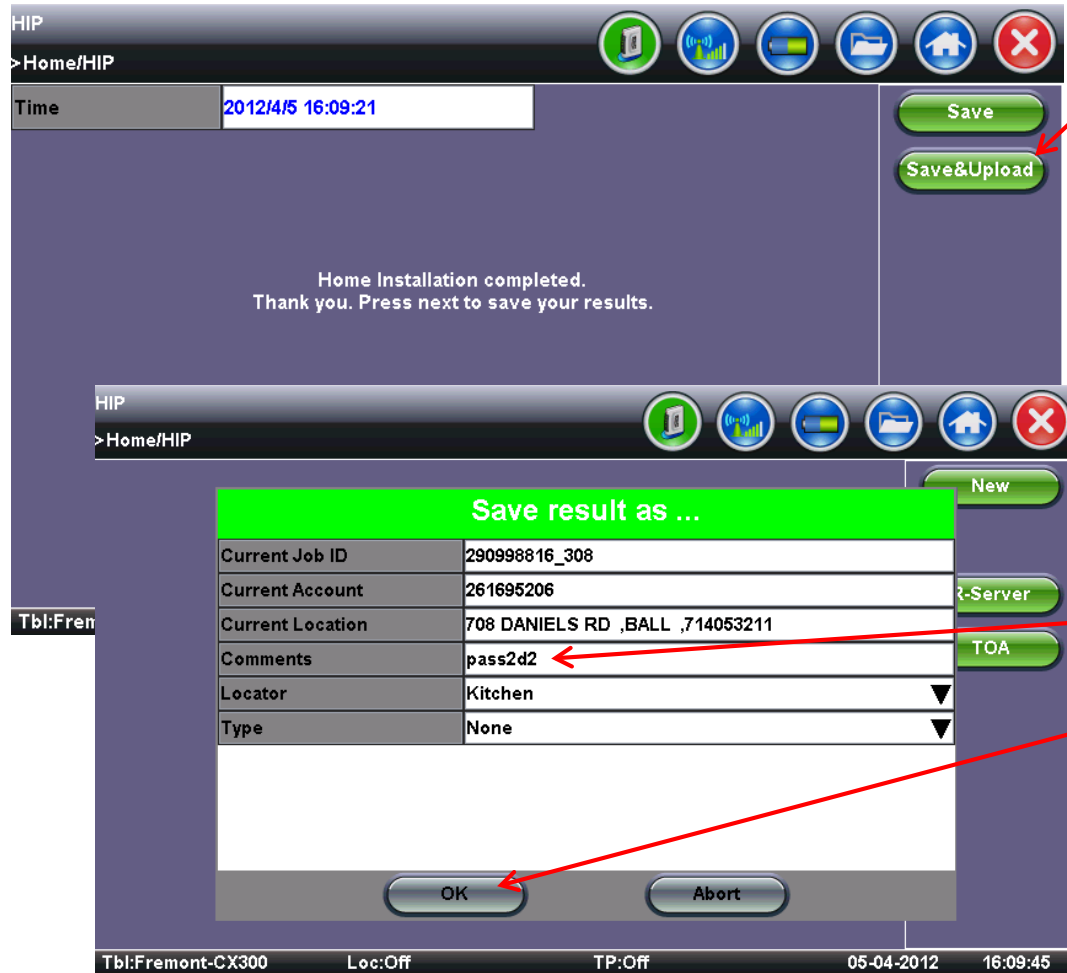 HIP
>Home/HIP
Time 2012/4/5 16:09:21
Save
Save&Upload
Home Installation completed.
Thank you. Press next to save your results.
HIP
>Home/HIP
New
Save result as ...
Current Job ID 290998816_308
Current Account 261695206
R-Server
Current Location 708 DANIELS RD ,BALL ,714053211
Tbl:Frem
Comments pass2d2
TOA
Locator Kitchen
Type None
OK Abort
Tbl:Fremont-CX300 Loc:Off TP:Off 05-04-2012 16:09:45